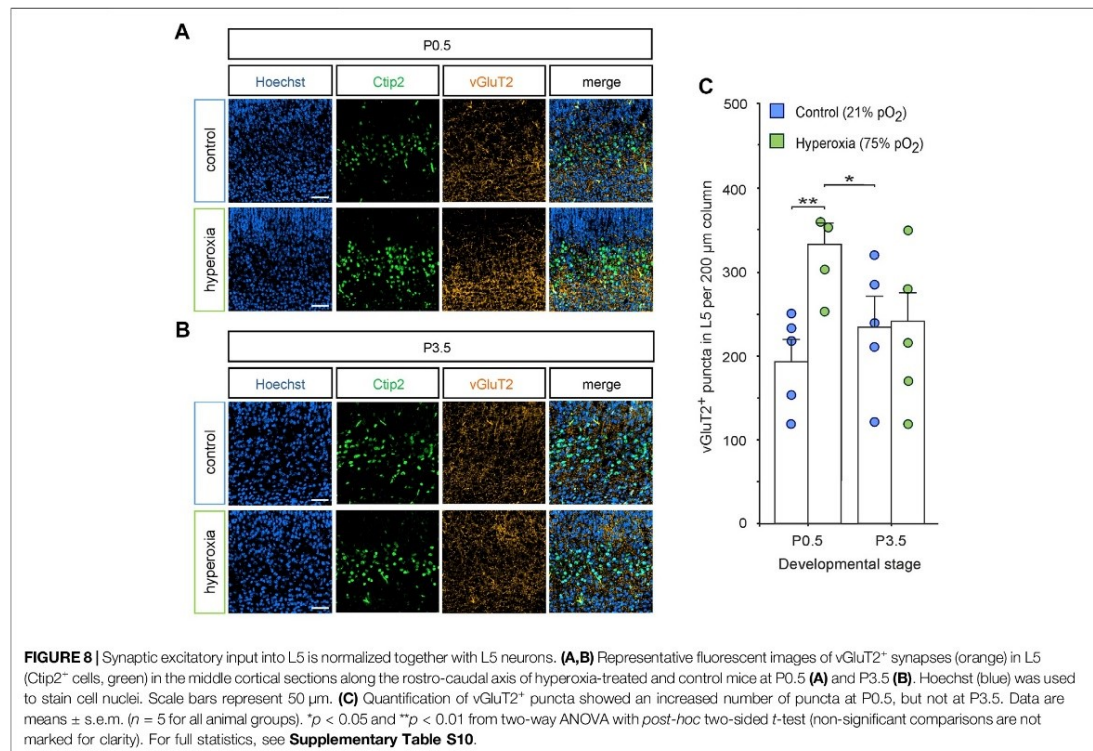 A
P0.5
Hoechst Ctip2 vGluT2 merge
control
hyperoxia
B
P3.5
Hoechst Ctip2 vGluT2 merge
control
hyperoxia
C
500
400
300
200
100
0
vGluT2⁺ puncta in L5 per 200 µm column
Control (21% pO₂)
Hyperoxia (75% pO₂)
**
*
P0.5 P3.5
Developmental stage
FIGURE 8 | Synaptic excitatory input into L5 is normalized together with L5 neurons. (A,B) Representative fluorescent images of vGluT2⁺ synapses (orange) in L5
(Ctip2⁺ cells, green) in the middle cortical sections along the rostro-caudal axis of hyperoxia-treated and control mice at P0.5 (A) and P3.5 (B). Hoechst (blue) was used
to stain cell nuclei. Scale bars represent 50 µm. (C) Quantification of vGluT2⁺ puncta showed an increased number of puncta at P0.5, but not at P3.5. Data are
means ± s.e.m. (n = 5 for all animal groups). *p < 0.05 and **p < 0.01 from two-way ANOVA with post-hoc two-sided t-test (non-significant comparisons are not
marked for clarity). For full statistics, see Supplementary Table S10.